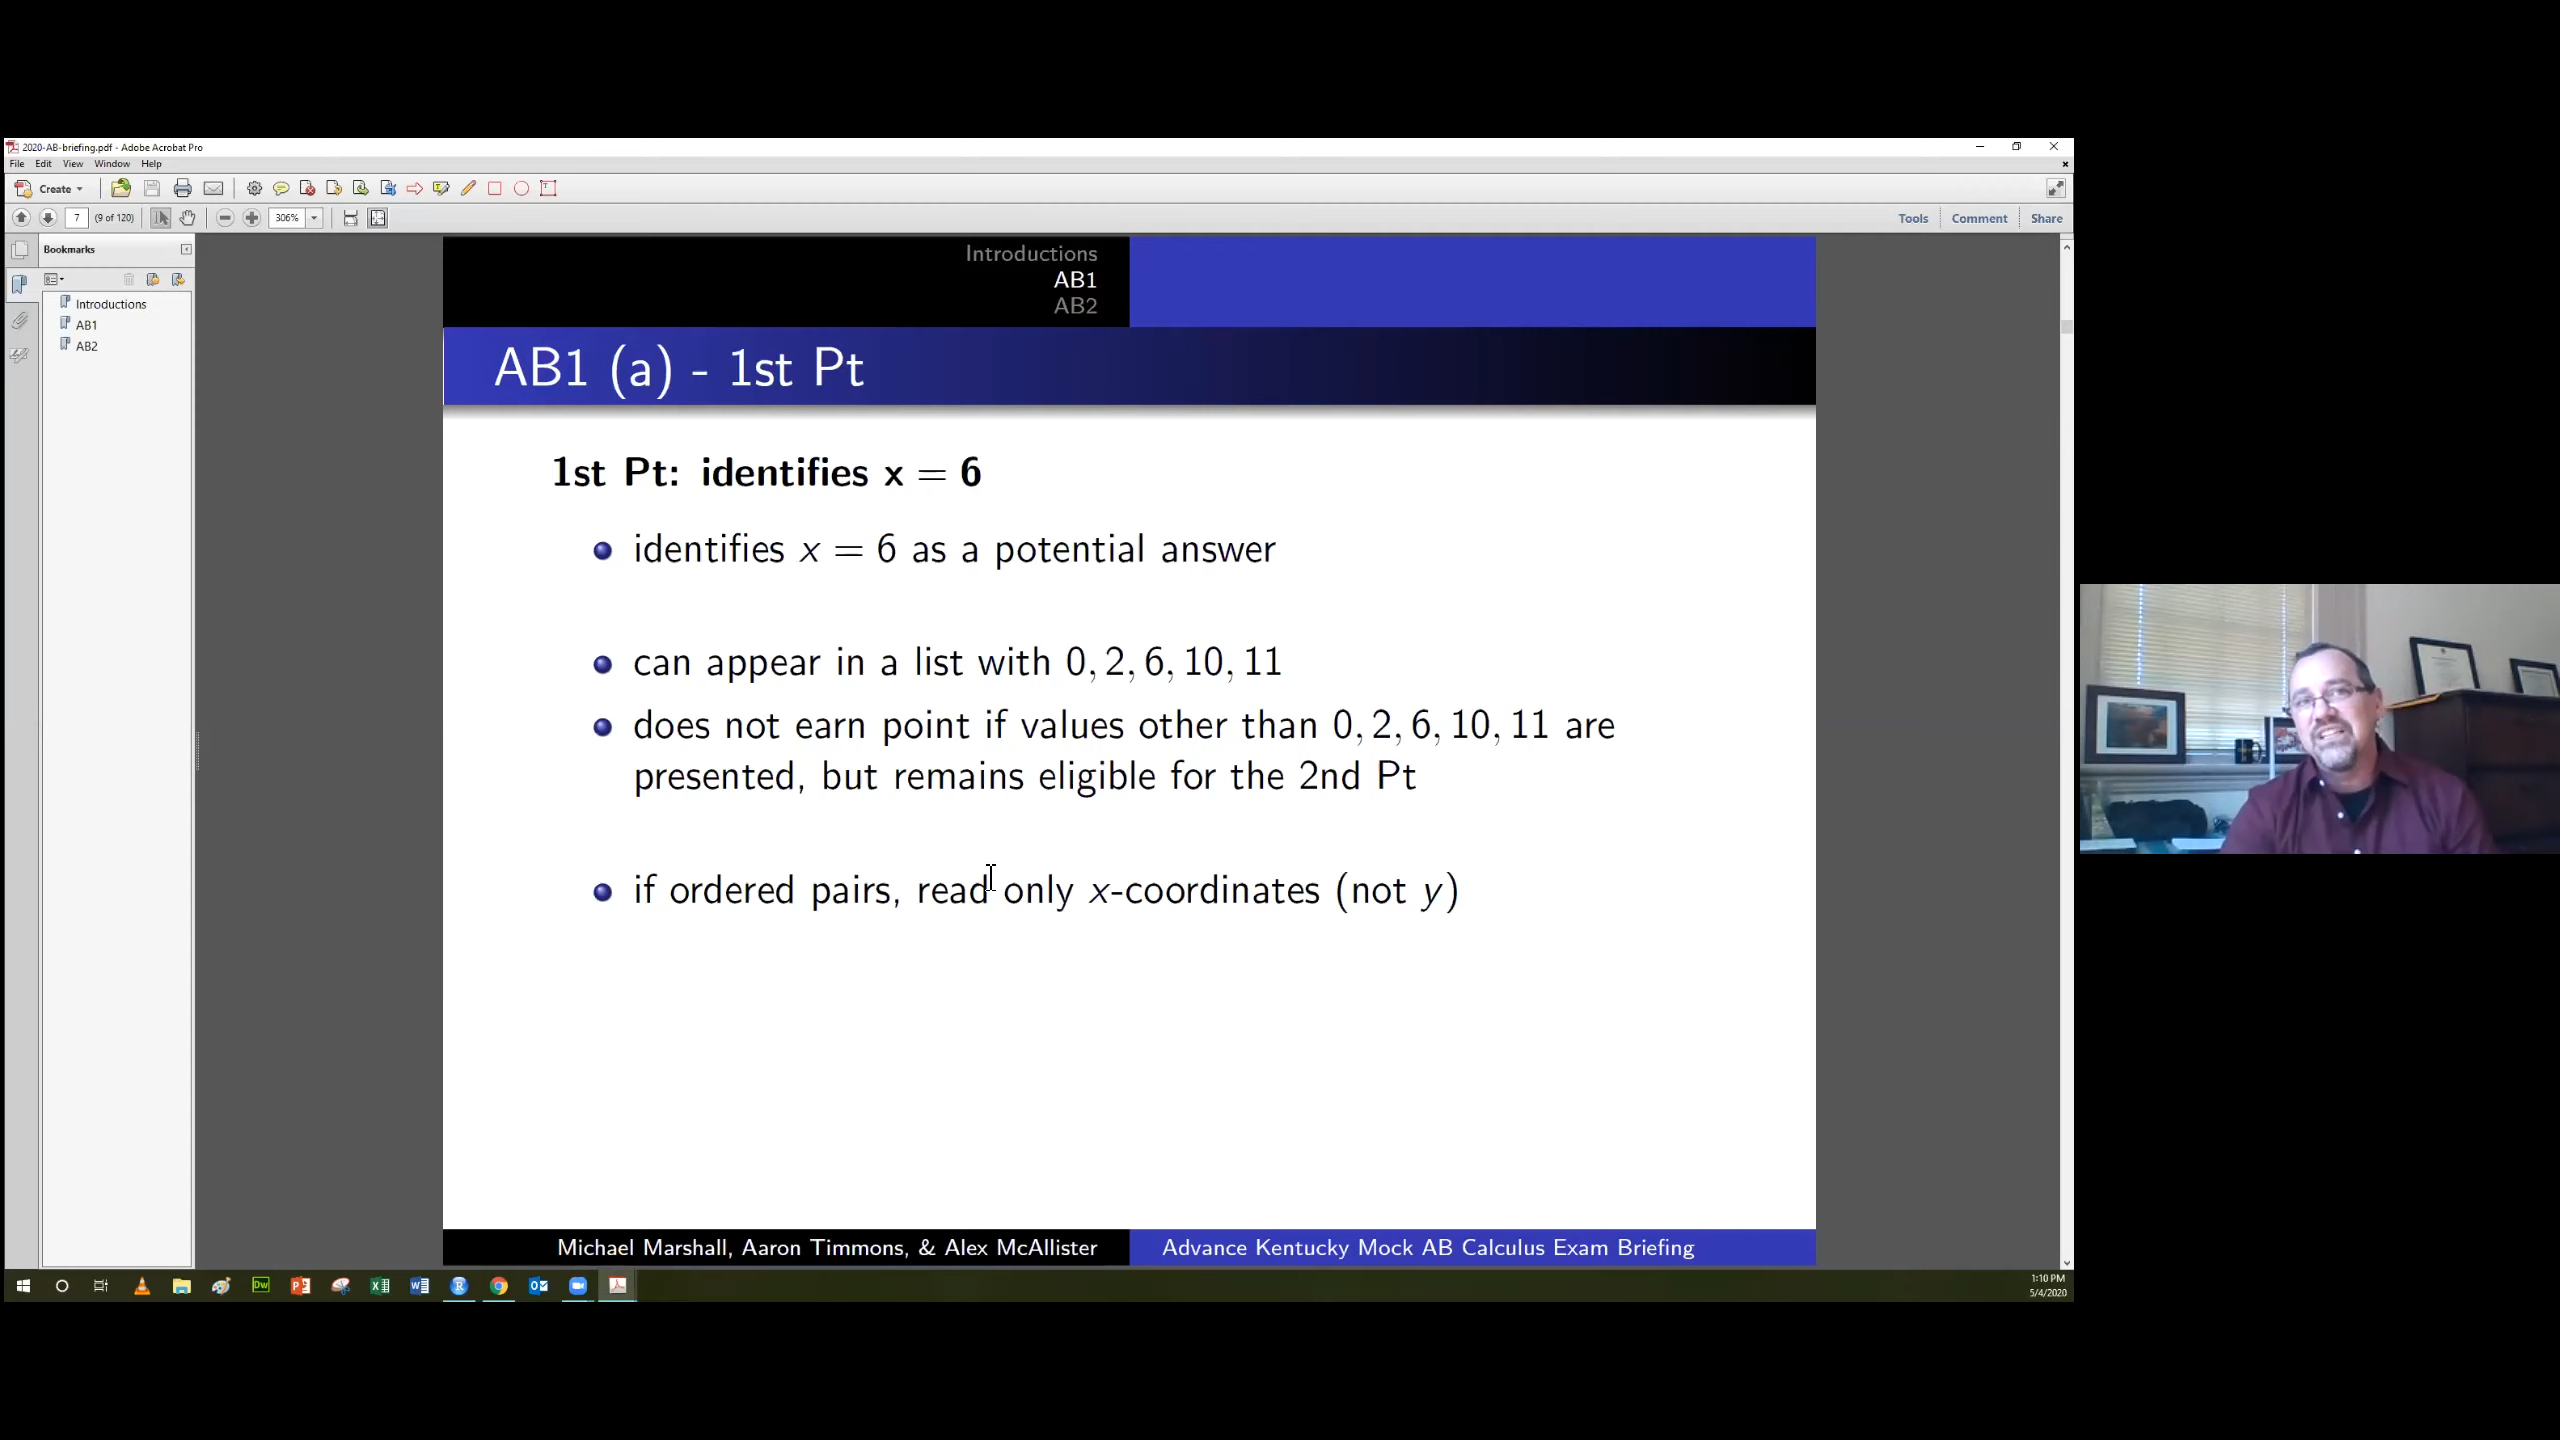 2020-AB-briefing.pdf - Adobe Acrobat Pro
File Edit View Window Help
Create
7 (9 of 120) 306% Tools Comment Share
Bookmarks
Introductions
AB1
AB2
Introductions
AB1
AB2
AB1 (a) - 1st Pt
1st Pt: identifies x = 6
identifies x = 6 as a potential answer
can appear in a list with 0, 2, 6, 10, 11
does not earn point if values other than 0, 2, 6, 10, 11 are
presented, but remains eligible for the 2nd Pt
if ordered pairs, read only x-coordinates (not y)
Michael Marshall, Aaron Timmons, & Alex McAllister Advance Kentucky Mock AB Calculus Exam Briefing
1:10 PM
5/4/2020